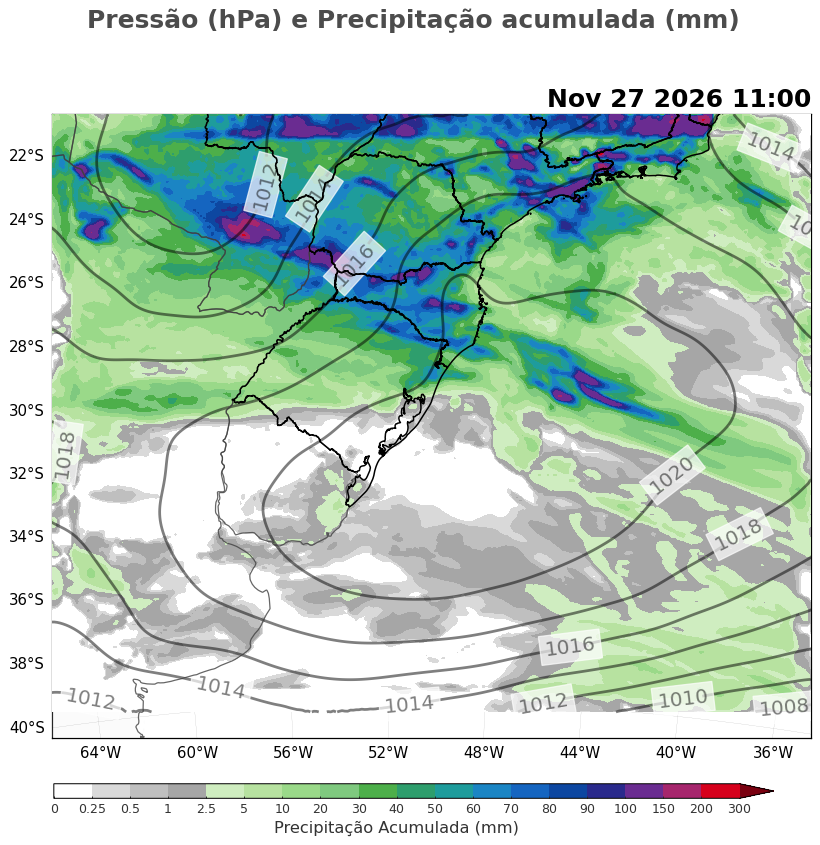 Pressão (hPa) e Precipitação acumulada (mm)
Nov 27 2026 11:00
1014
22°S
1012
24°S
1016
26°S
28°S
30°S
1018
1020
32°S
34°S
1018
36°S
1016
38°S
1014
1012
1014
1012
1010
1008
40°S
64°W 60°W 56°W 52°W 48°W 44°W 40°W 36°W
0 0.25 0.5 1 2.5 5 10 20 30 40 50 60 70 80 90 100 150 200 300
Precipitação Acumulada (mm)